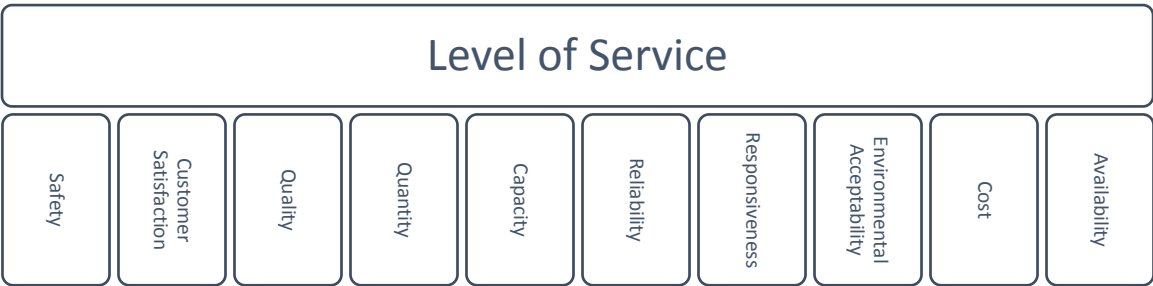 Level of Service
Safety
Customer
Satisfaction
Quality
Quantity
Capacity
Reliability
Responsiveness
Environmental
Acceptability
Cost
Availability